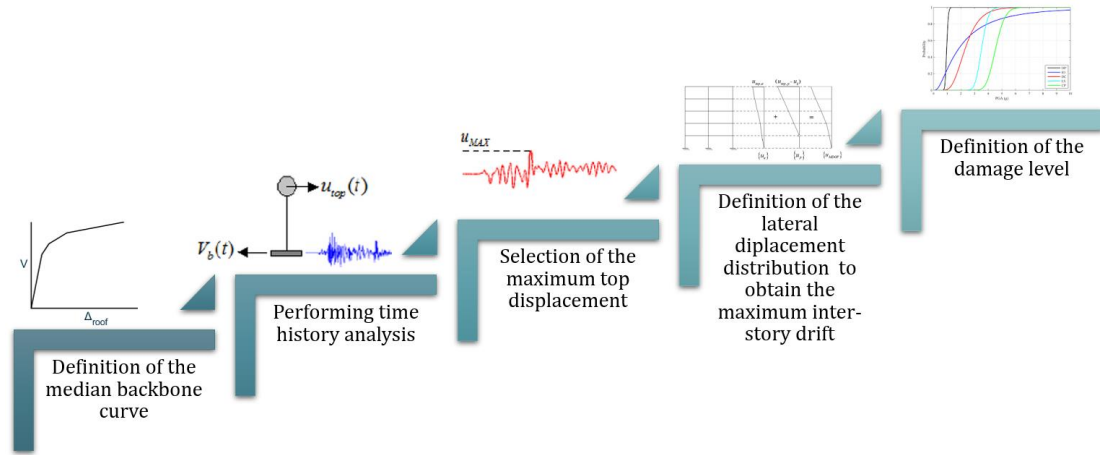 V
Δroof
Definition of the
median backbone
curve
Vb(t)
utop(t)
Performing time
history analysis
uMAX
Selection of the
maximum top
displacement
Definition of the
lateral
diplacement
distribution to
obtain the
maximum inter-
story drift
Probability
Definition of the
damage level